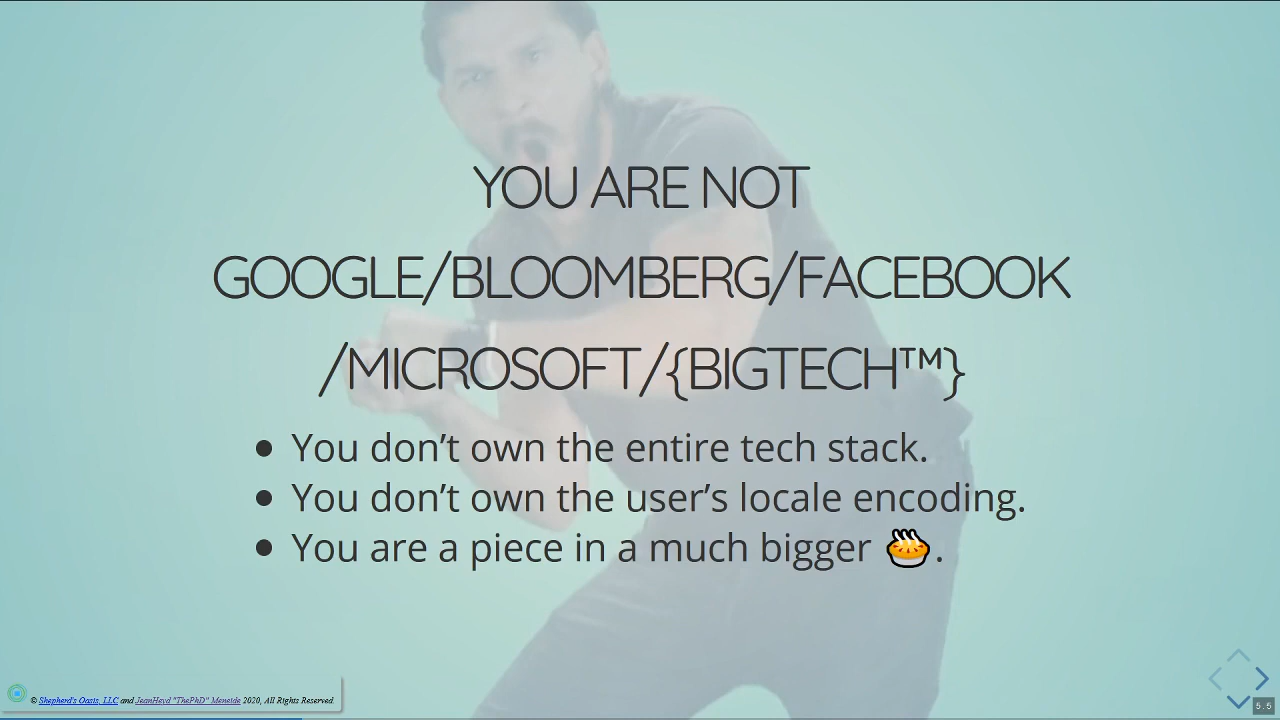 YOU ARE NOT
GOOGLE/BLOOMBERG/FACEBOOK
/MICROSOFT/{BIGTECH™}
• You don’t own the entire tech stack.
• You don’t own the user’s locale encoding.
• You are a piece in a much bigger 🥧.
© Shepherd's Oasis, LLC and JeanHeyd "ThePhD" Meneide 2020, All Rights Reserved.
5.5